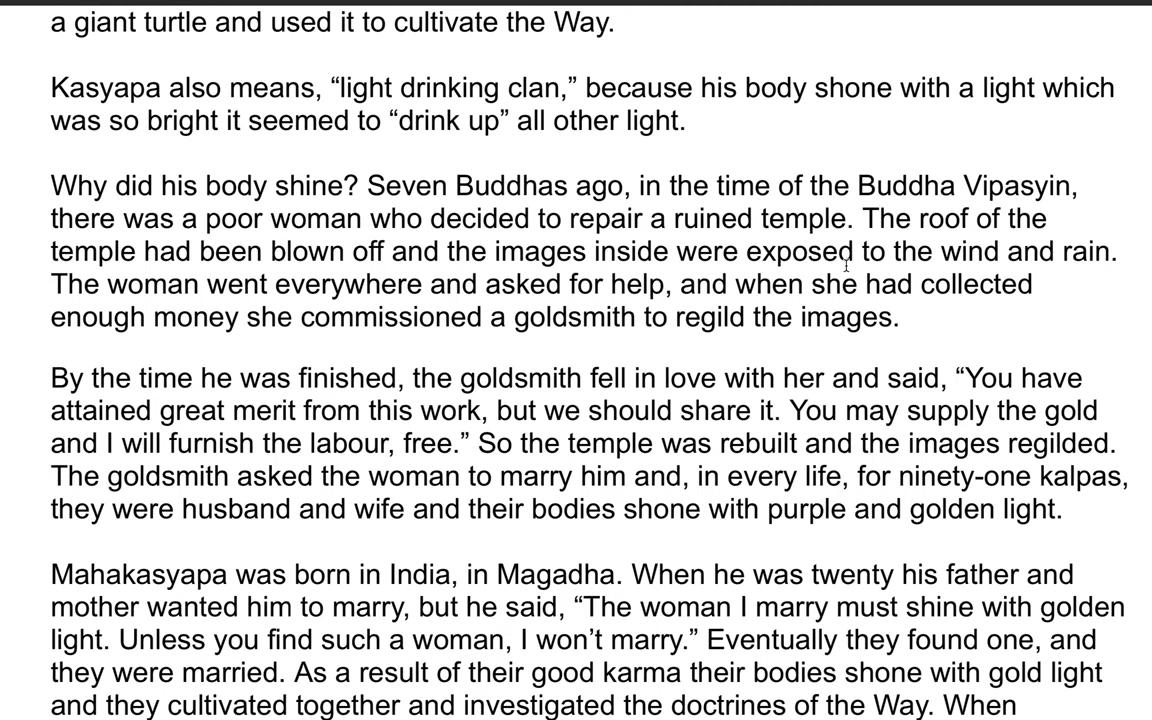 a giant turtle and used it to cultivate the Way.
Kasyapa also means, “light drinking clan,” because his body shone with a light which
was so bright it seemed to “drink up” all other light.
Why did his body shine? Seven Buddhas ago, in the time of the Buddha Vipasyin,
there was a poor woman who decided to repair a ruined temple. The roof of the
temple had been blown off and the images inside were exposed to the wind and rain.
The woman went everywhere and asked for help, and when she had collected
enough money she commissioned a goldsmith to regild the images.
By the time he was finished, the goldsmith fell in love with her and said, “You have
attained great merit from this work, but we should share it. You may supply the gold
and I will furnish the labour, free.” So the temple was rebuilt and the images regilded.
The goldsmith asked the woman to marry him and, in every life, for ninety-one kalpas,
they were husband and wife and their bodies shone with purple and golden light.
Mahakasyapa was born in India, in Magadha. When he was twenty his father and
mother wanted him to marry, but he said, “The woman I marry must shine with golden
light. Unless you find such a woman, I won’t marry.” Eventually they found one, and
they were married. As a result of their good karma their bodies shone with gold light
and they cultivated together and investigated the doctrines of the Way. When